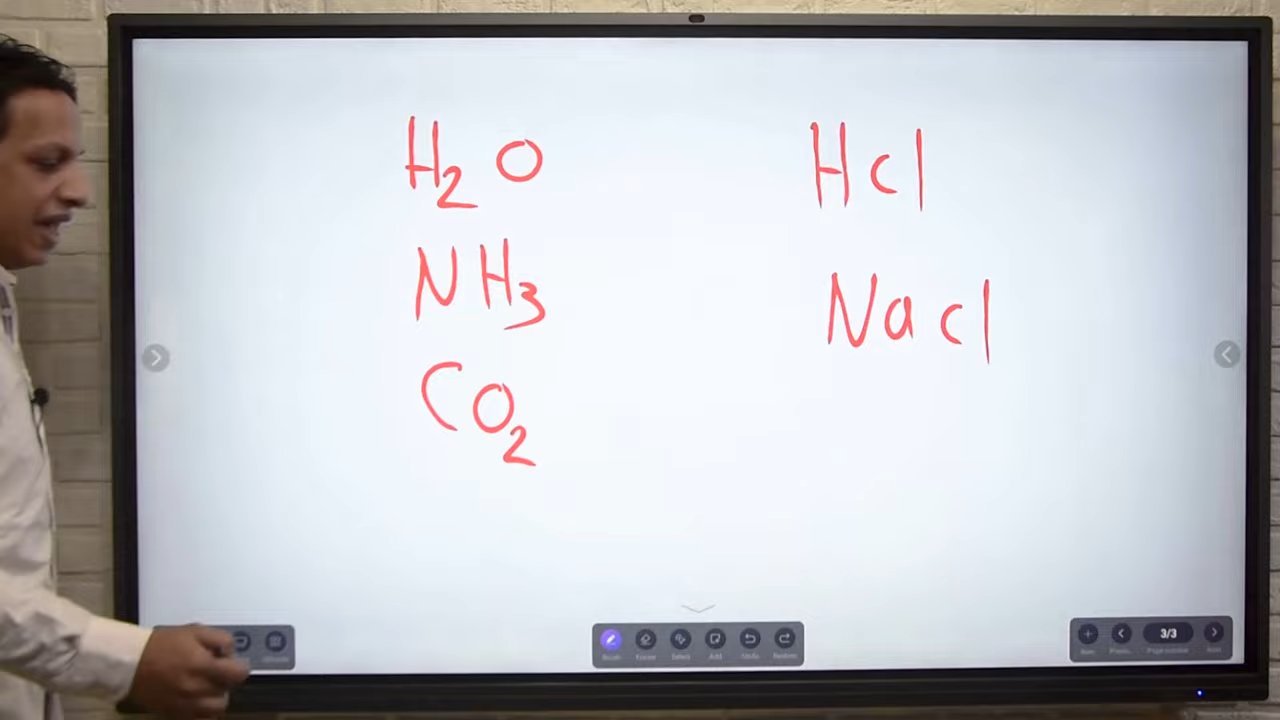 H₂O
NH₃
CO₂
Hcl
Nacl
3/3